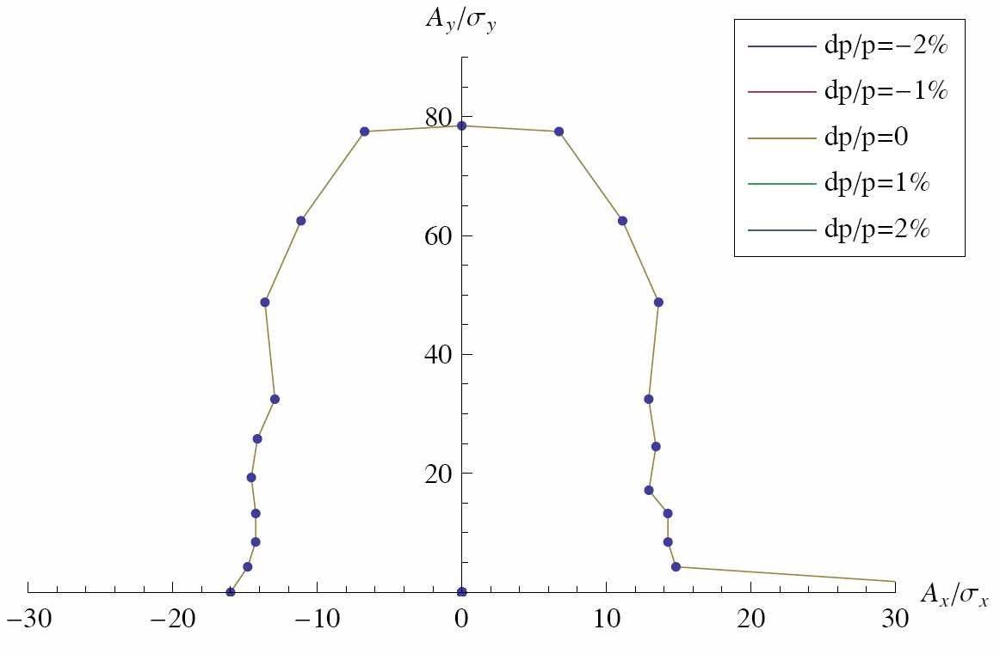 A_y/σ_y
dp/p=−2%
dp/p=−1%
dp/p=0
dp/p=1%
dp/p=2%
80
60
40
20
−30 −20 −10 0 10 20 30
A_x/σ_x